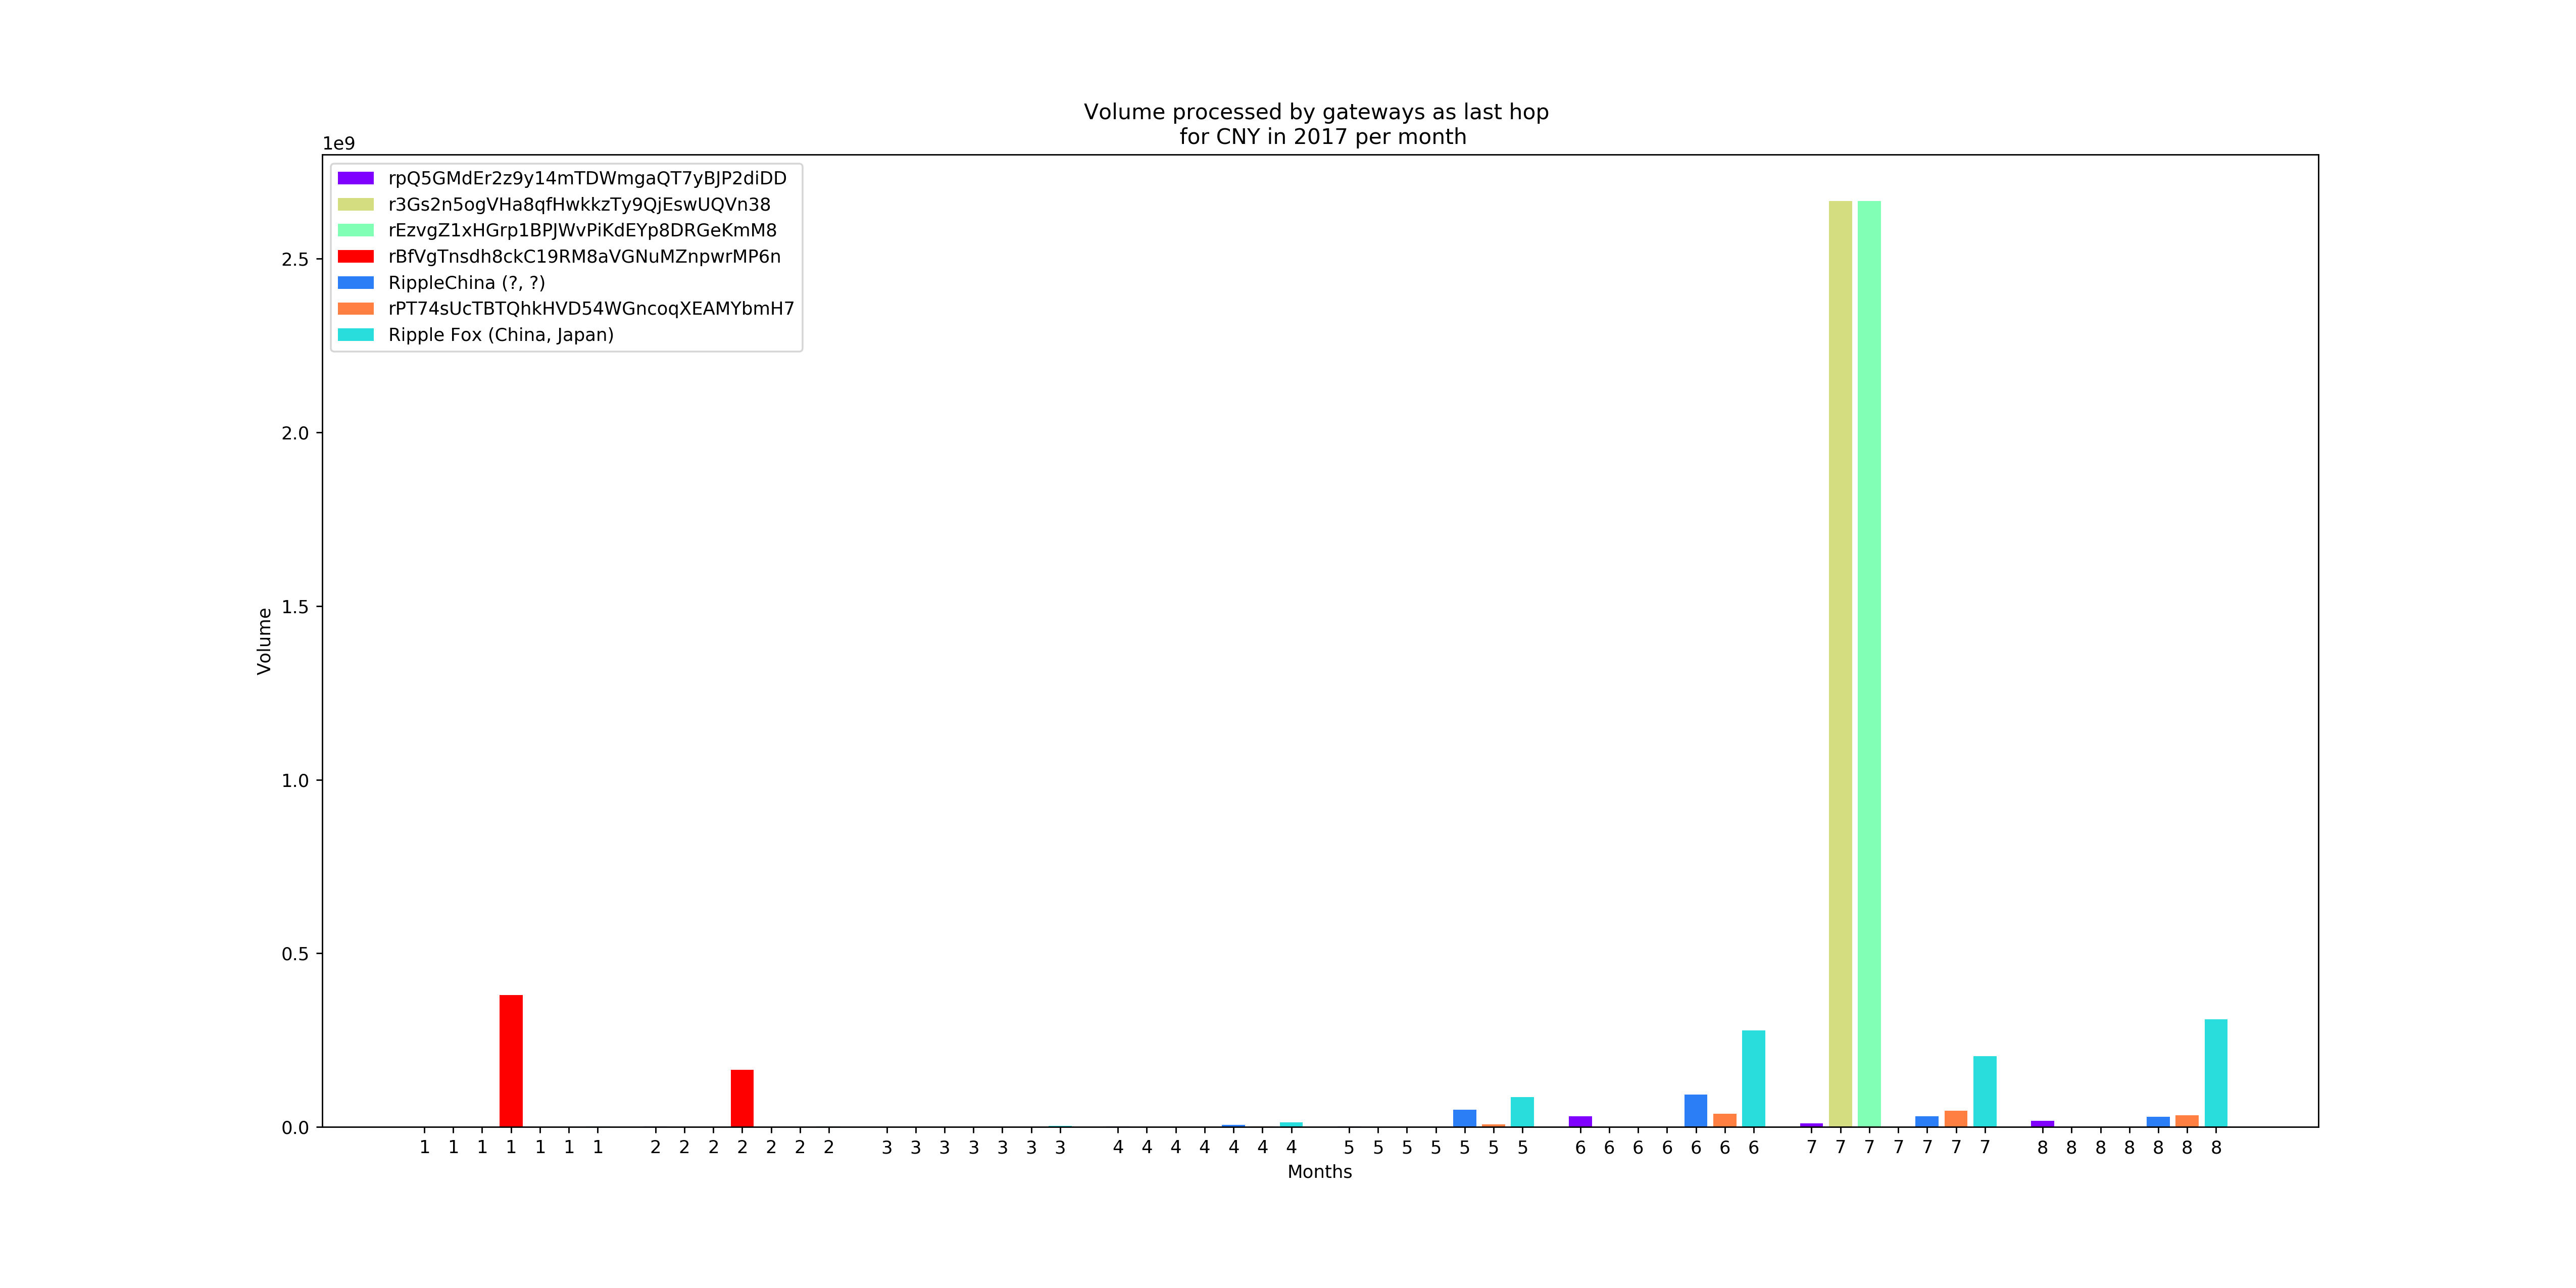 Volume processed by gateways as last hop
for CNY in 2017 per month
1e9
rpQ5GMdEr2z9y14mTDWmgaQT7yBJP2diDD
r3Gs2n5ogVHa8qfHwkkzTy9QjEswUQVn38
rEzvgZ1xHGrp1BPJWvPiKdEYp8DRGeKmM8
rBfVgTnsdh8ckC19RM8aVGNuMZnpwrMP6n
RippleChina (?, ?)
rPT74sUcTBTQhkHVD54WGncoqXEAMYbmH7
Ripple Fox (China, Japan)
2.5
2.0
1.5
1.0
0.5
0.0
Volume
1 1 1 1 1 1 1 2 2 2 2 2 2 2 3 3 3 3 3 3 3 4 4 4 4 4 4 4 5 5 5 5 5 5 5 6 6 6 6 6 6 6 7 7 7 7 7 7 7 8 8 8 8 8 8 8
Months